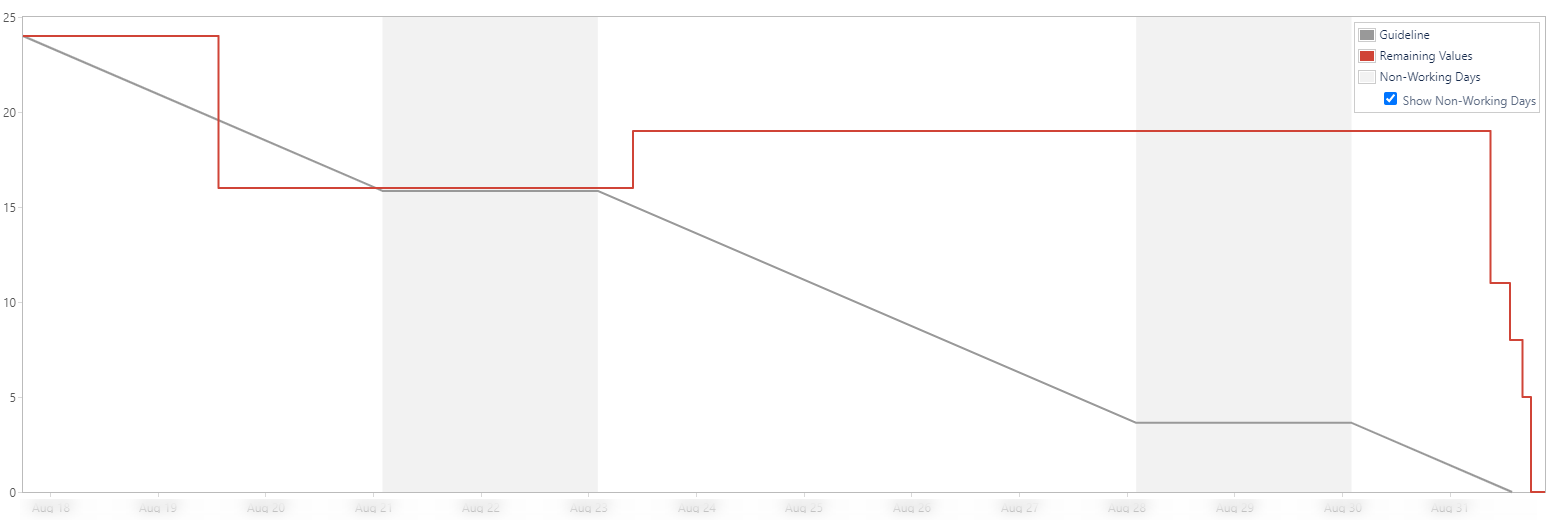 25
Guideline
Remaining Values
Non-Working Days
Show Non-Working Days
20
15
10
5
0
Aug 18 Aug 19 Aug 20 Aug 21 Aug 22 Aug 23 Aug 24 Aug 25 Aug 26 Aug 27 Aug 28 Aug 29 Aug 30 Aug 31